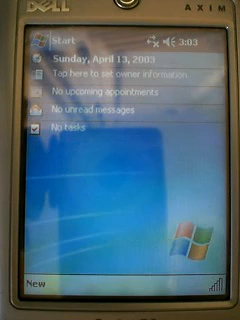 DELL AXIM
Start 3:03
Sunday, April 13, 2003
Tap here to set owner information
No upcoming appointments
No unread messages
No tasks
New